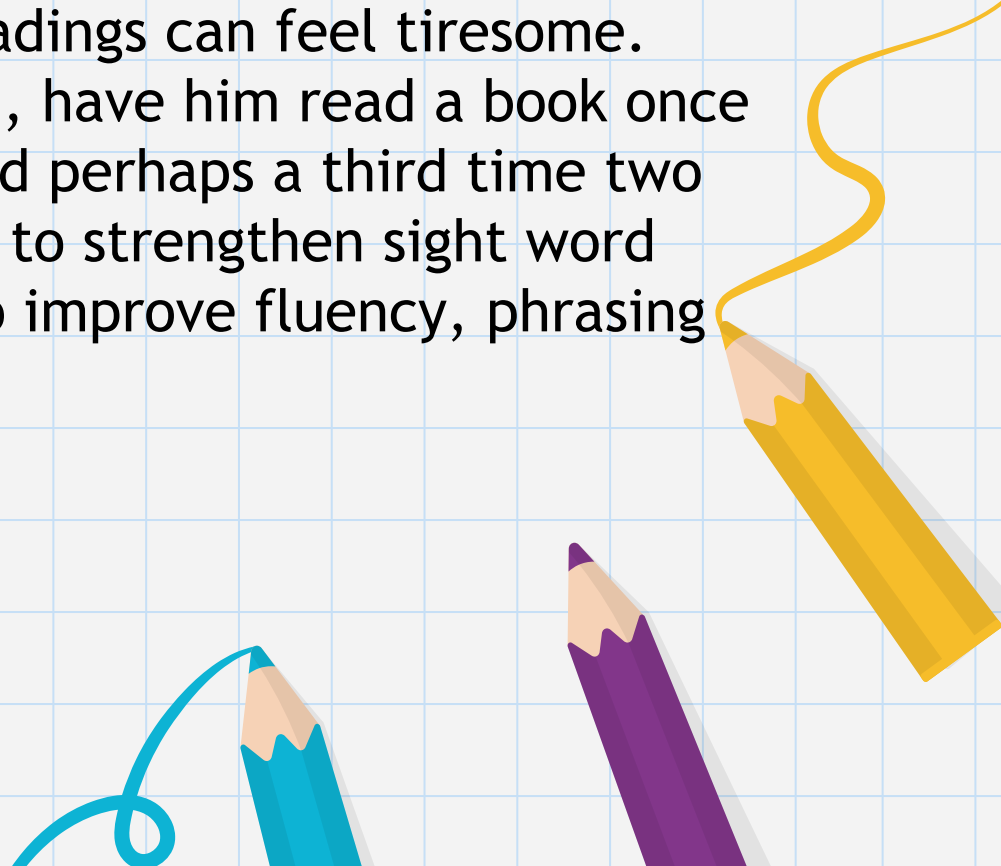 adings can feel tiresome.
, have him read a book once
d perhaps a third time two
to strengthen sight word
o improve fluency, phrasing